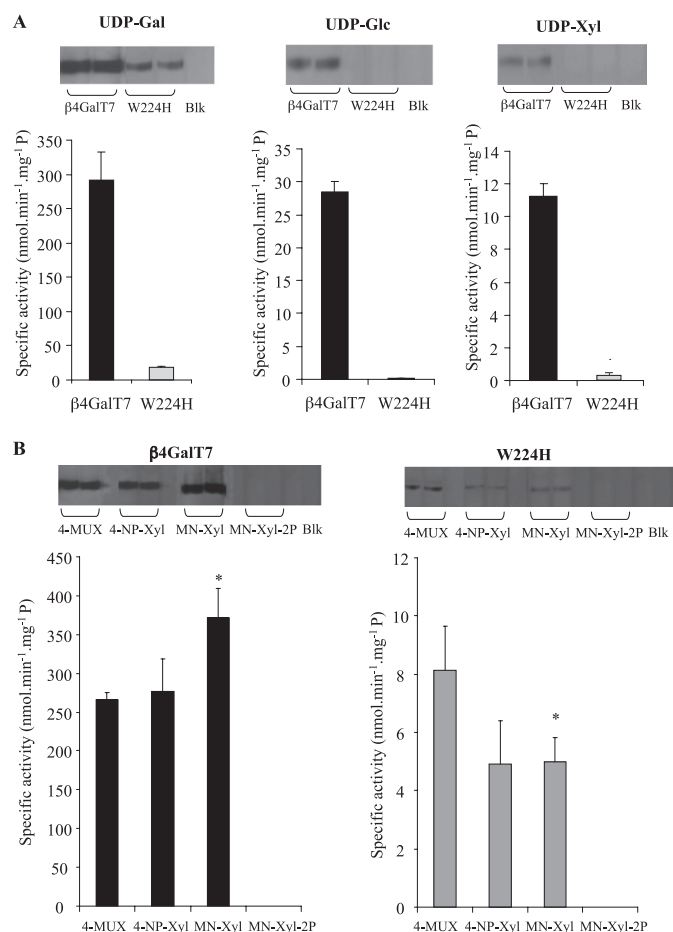 A
UDP-Gal UDP-Glc UDP-Xyl
β4GalT7 W224H Blk β4GalT7 W224H Blk β4GalT7 W224H Blk
Specific activity (nmol.min⁻¹.mg⁻¹ P)
350
300
250
200
150
100
50
0
β4GalT7 W224H
Specific activity (nmol.min⁻¹.mg⁻¹ P)
35
30
25
20
15
10
5
0
β4GalT7 W224H
Specific activity (nmol.min⁻¹.mg⁻¹ P)
14
12
10
8
6
4
2
0
β4GalT7 W224H
B
β4GalT7
4-MUX 4-NP-Xyl MN-Xyl MN-Xyl-2P Blk
Specific activity (nmol.min⁻¹.mg⁻¹ P)
450
400
350
300
250
200
150
100
50
0
*
4-MUX 4-NP-Xyl MN-Xyl MN-Xyl-2P
W224H
4-MUX 4-NP-Xyl MN-Xyl MN-Xyl-2P Blk
Specific activity (nmol.min⁻¹.mg⁻¹ P)
12
10
8
6
4
2
0
*
4-MUX 4-NP-Xyl MN-Xyl MN-Xyl-2P